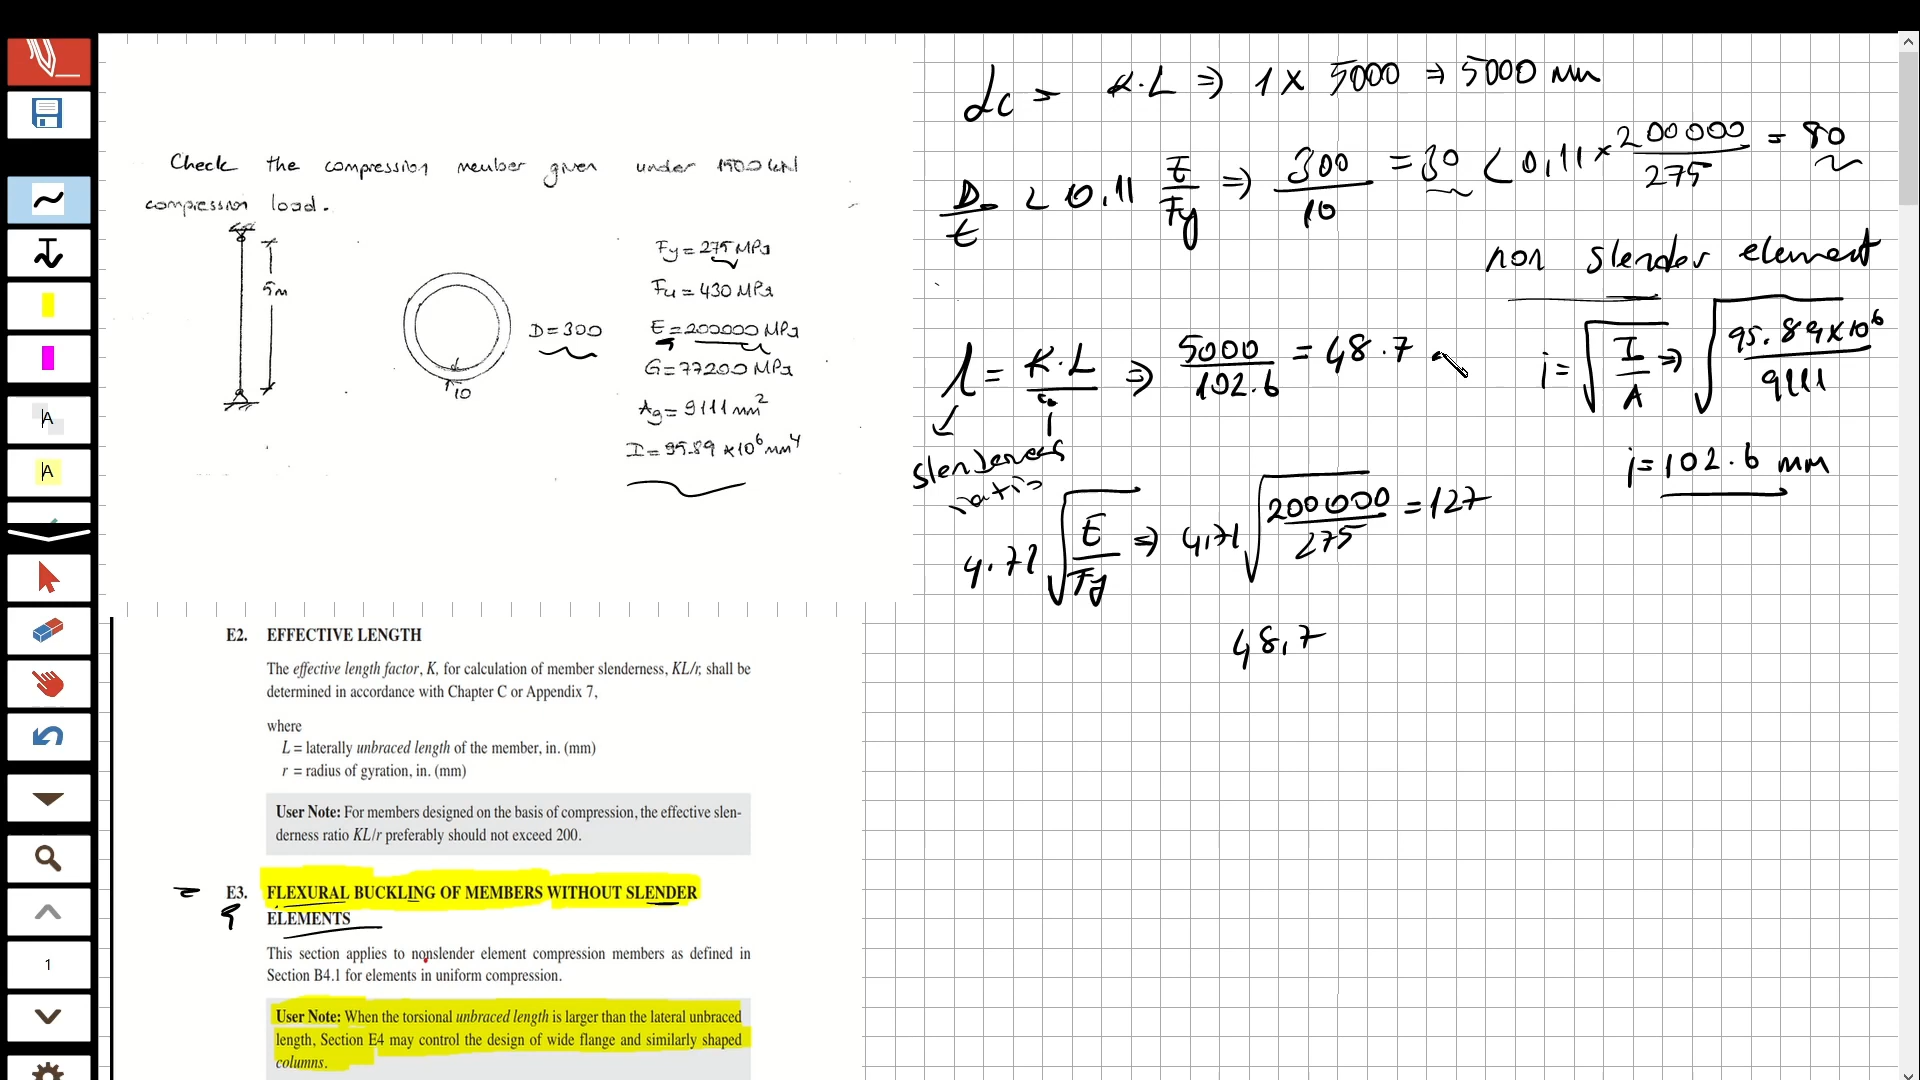 Check the compression member given under 1500 kN
compression load.
5m
D=300
10
Fy = 275 MPa
Fu = 430 MPa
E = 200000 MPa
G = 77200 MPa
Ag = 9111 mm²
I = 95.89 ×10⁶ mm⁴
Lc = K.L ⇒ 1 × 5000 ⇒ 5000 mm
D/t < 0,11 E/Fy ⇒ 300/10 = 30 < 0,11 × 200000/275 = 80
non slender element
λ = K.L/i ⇒ 5000/102.6 = 48.7
i = √(I/A) ⇒ √(95.89×10⁶/9111)
i = 102.6 mm
slenderness
ratio
4.71 √(E/Fy) ⇒ 4,71 √(200000/275) = 127
48,7
E2. EFFECTIVE LENGTH
The effective length factor, K, for calculation of member slenderness, KL/r, shall be
determined in accordance with Chapter C or Appendix 7,
where
L = laterally unbraced length of the member, in. (mm)
r = radius of gyration, in. (mm)
User Note: For members designed on the basis of compression, the effective slen-
derness ratio KL/r preferably should not exceed 200.
E3. FLEXURAL BUCKLING OF MEMBERS WITHOUT SLENDER
ELEMENTS
This section applies to nonslender element compression members as defined in
Section B4.1 for elements in uniform compression.
User Note: When the torsional unbraced length is larger than the lateral unbraced
length, Section E4 may control the design of wide flange and similarly shaped
columns.
A
A
1